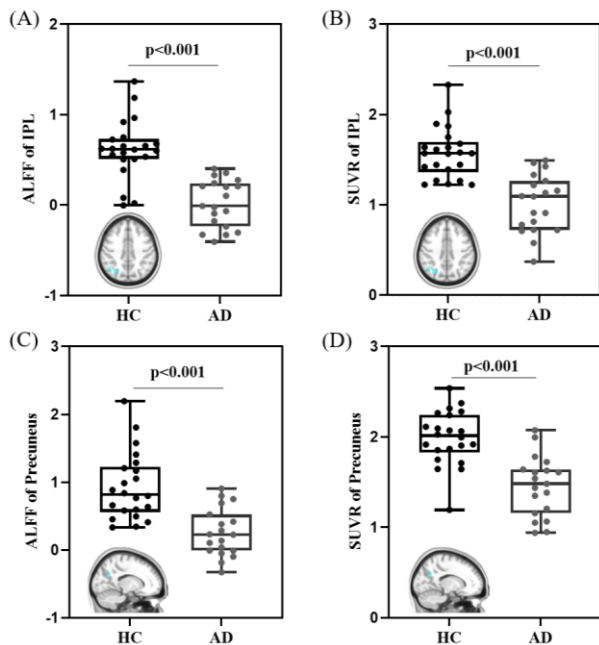 (A)
ALFF of IPL
2
1
0
-1
p<0.001
HC
AD
(B)
SUVR of IPL
3
2
1
0
p<0.001
HC
AD
(C)
ALFF of Precuneus
3
2
1
0
-1
p<0.001
HC
AD
(D)
SUVR of Precuneus
3
2
1
0
p<0.001
HC
AD